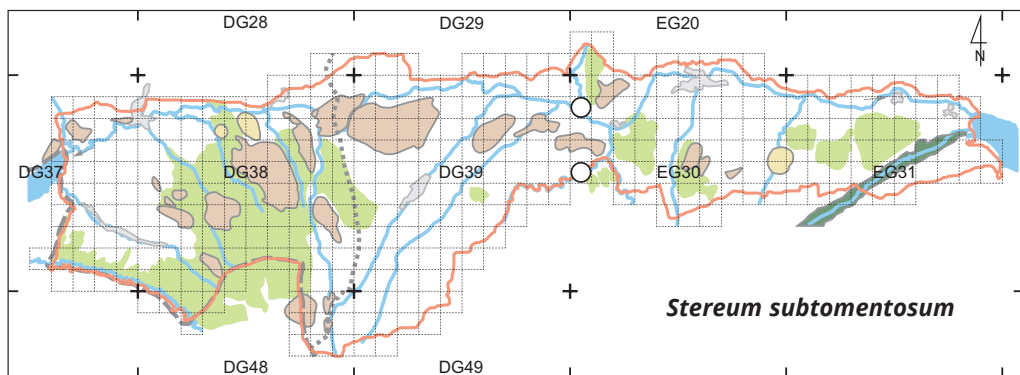 DG28 DG29 EG20
N
DG37 DG38 DG39 EG30 EG31
Stereum subtomentosum
DG48 DG49